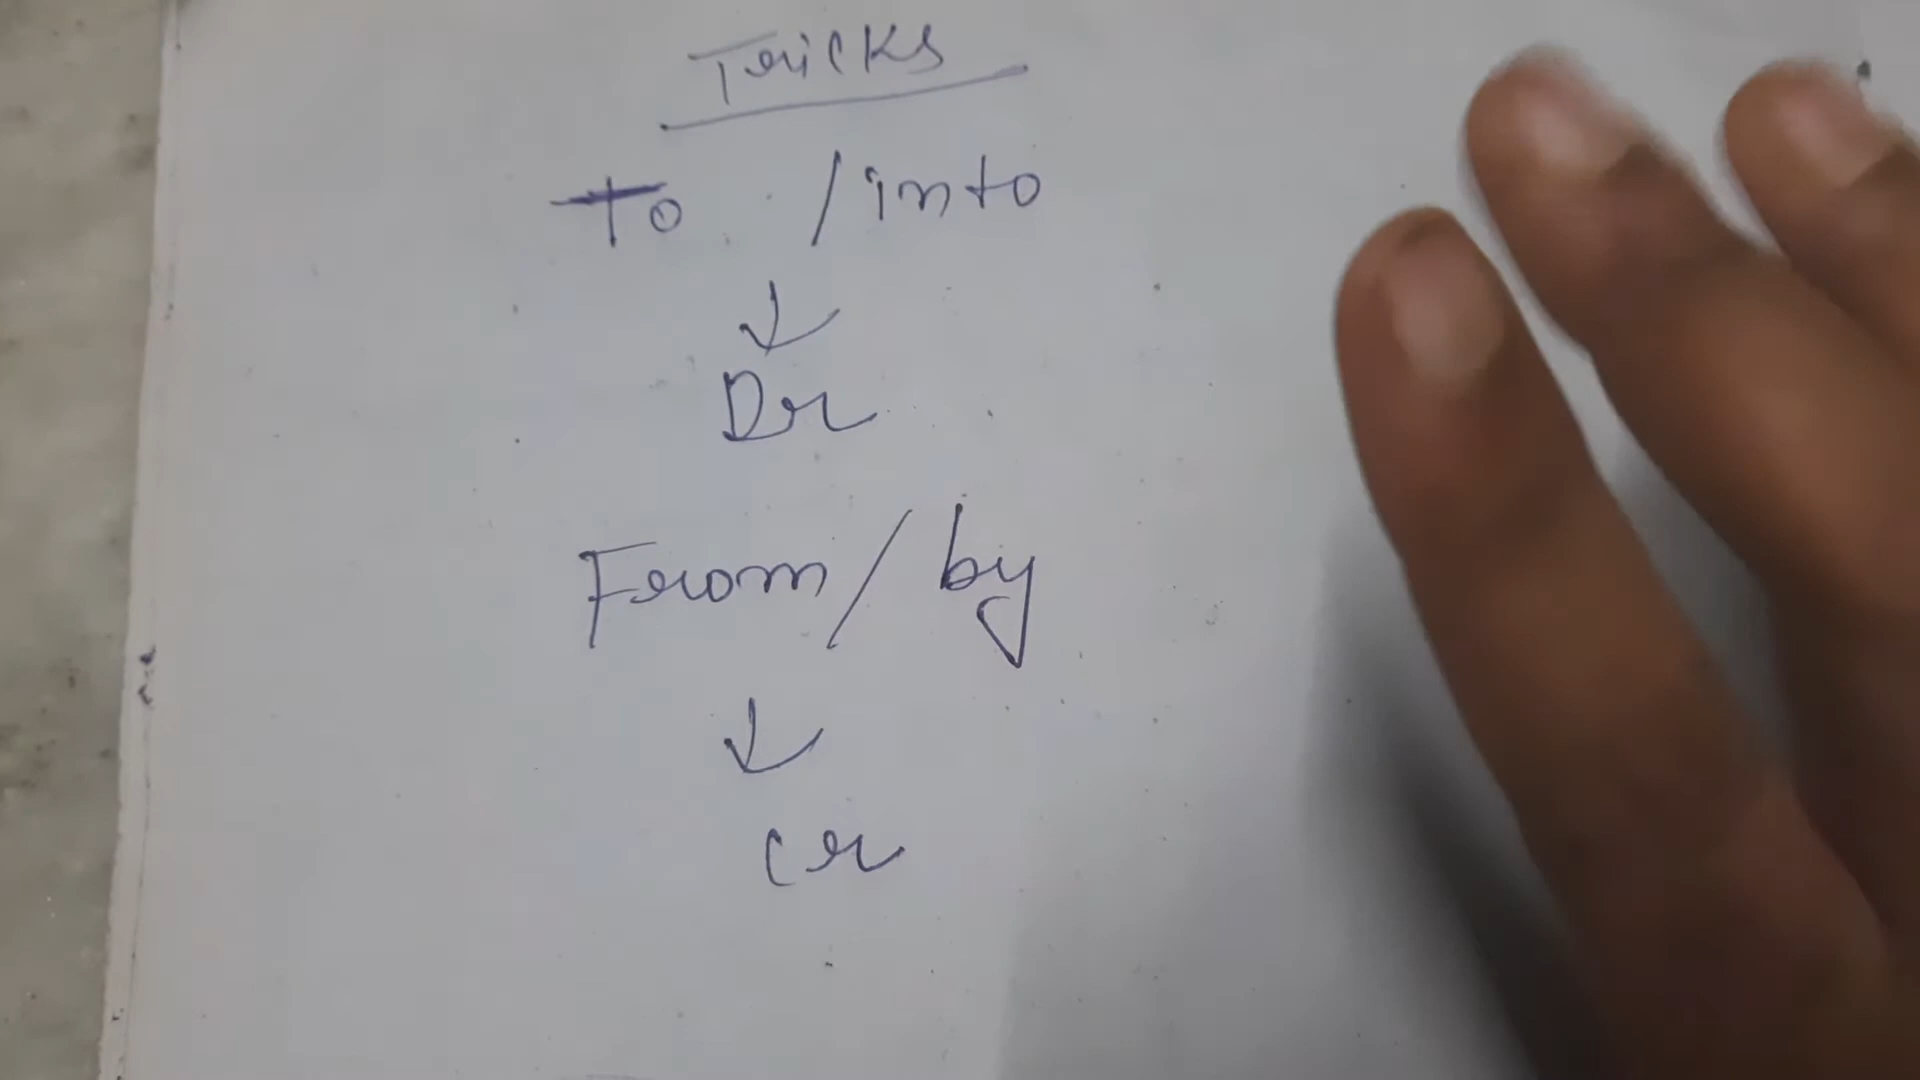 Tricks
To / into
↓
Dr
From / by
↓
Cr